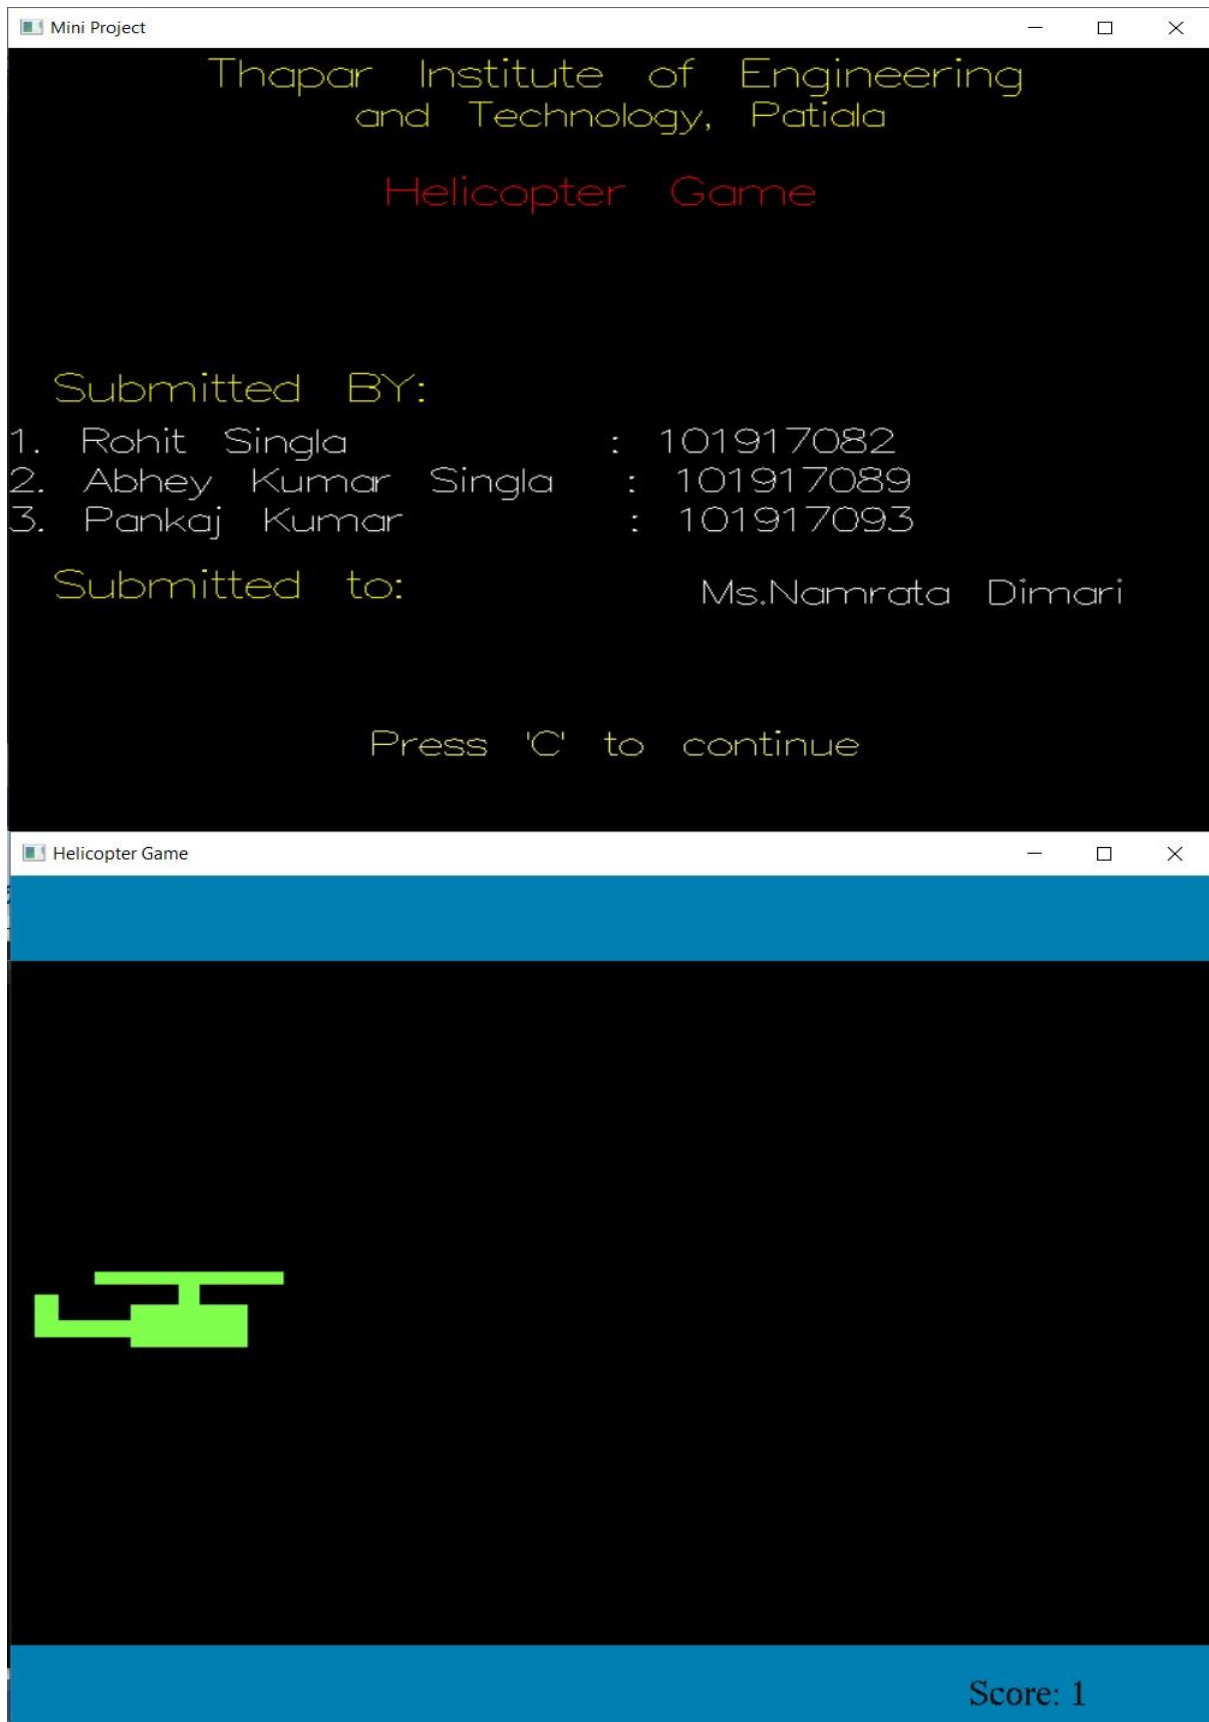 Mini Project
Thapar Institute of Engineering
and Technology, Patiala
Helicopter Game
Submitted BY:
1. Rohit Singla : 101917082
2. Abhey Kumar Singla : 101917089
3. Pankaj Kumar : 101917093
Submitted to: Ms.Namrata Dimari
Press 'C' to continue
Helicopter Game
Score: 1